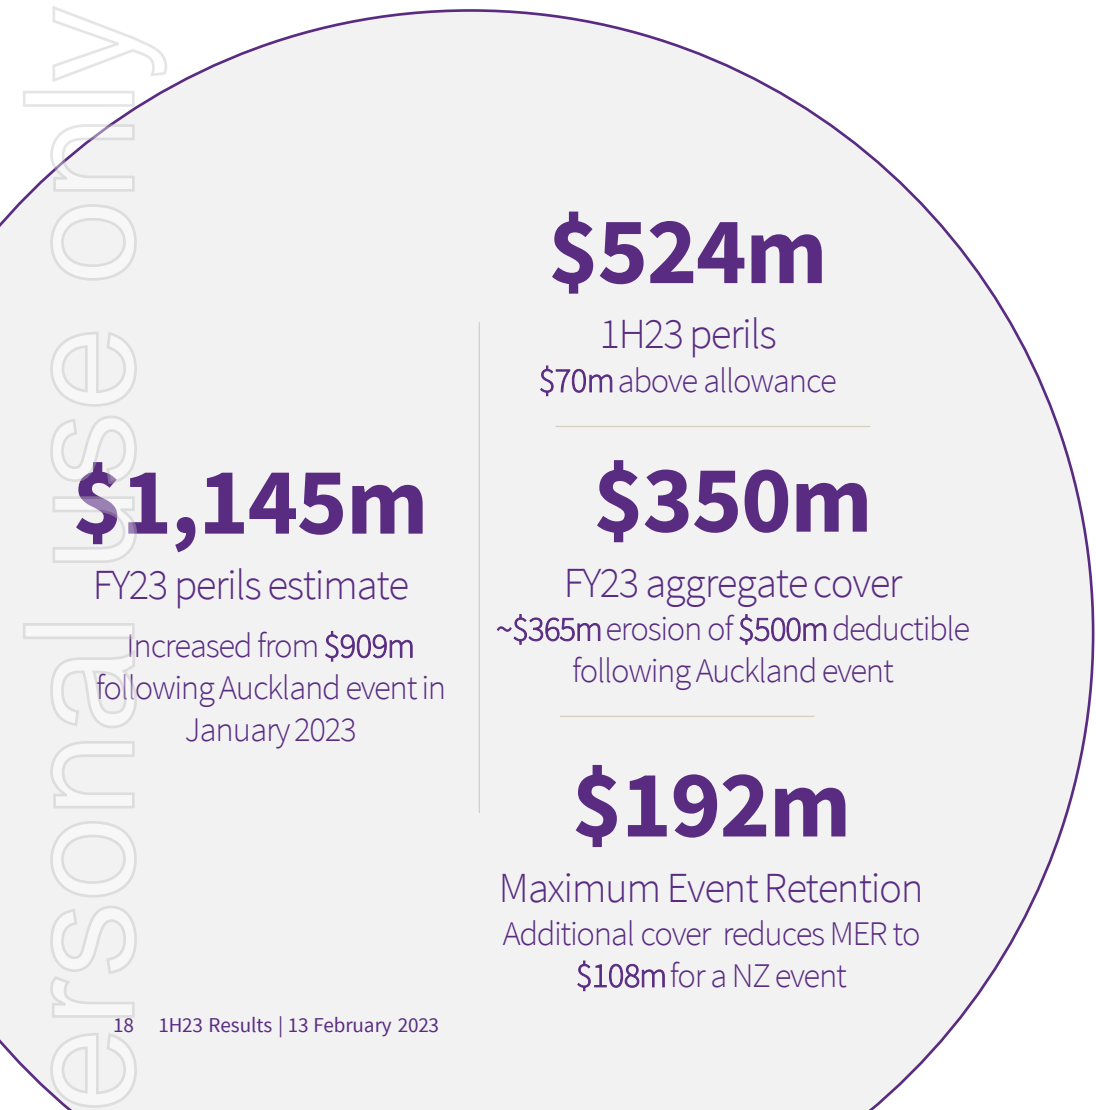 $524m
1H23 perils
$70m above allowance
$1,145m
FY23 perils estimate
Increased from $909m
following Auckland event in
January 2023
$350m
FY23 aggregate cover
~$365m erosion of $500m deductible
following Auckland event
$192m
Maximum Event Retention
Additional cover reduces MER to
$108m for a NZ event
18 1H23 Results | 13 February 2023
ersonal use only